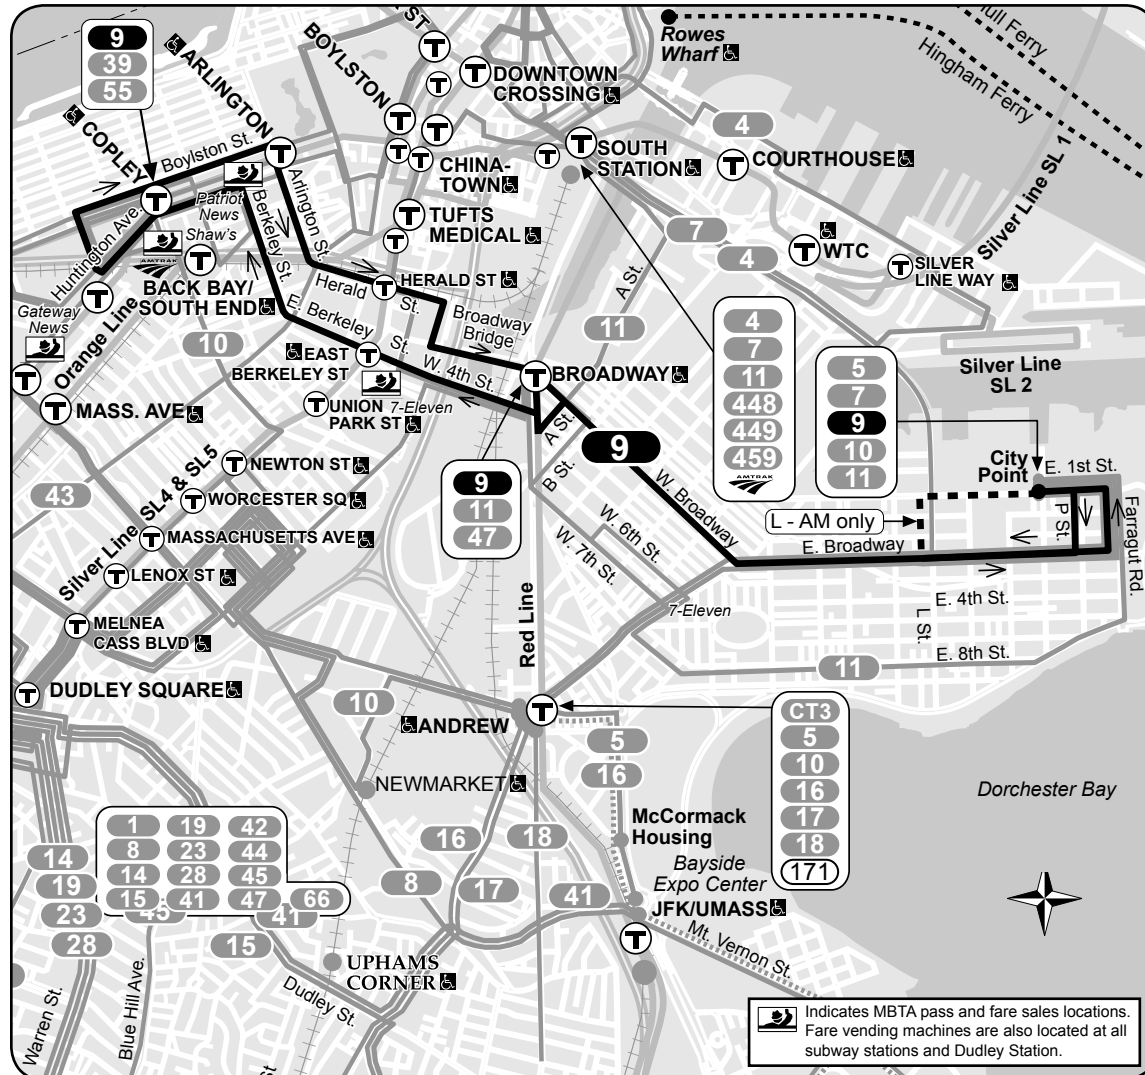 9
39
55
COPLEY
ARLINGTON
BOYLSTON
ST
DOWNTOWN
CROSSING
Rowes
Wharf
Hull Ferry
Hingham Ferry
Boylston St.
Patriot
News
Shaw's
Huntington Ave.
AMTRAK
BACK BAY/
SOUTH END
Berkeley St.
Arlington St.
CHINA-
TOWN
TUFTS
MEDICAL
SOUTH
STATION
4
COURTHOUSE
Silver Line SL 1
WTC
SILVER
LINE WAY
7
4
A St.
11
Herald
St.
HERALD ST
Broadway
Bridge
E. Berkeley
St.
W. 4th St.
EAST
BERKELEY ST
7-Eleven
UNION
PARK ST
BROADWAY
Gateway
News
Orange Line
10
MASS. AVE
43
Silver Line SL4 & SL5
NEWTON ST
WORCESTER SQ
MASSACHUSETTS AVE
LENOX ST
MELNEA
CASS BLVD
DUDLEY SQUARE
9
11
47
A St.
B St.
9
W. Broadway
W. 6th St.
W. 7th St.
Red Line
4
7
11
448
449
459
AMTRAK
5
7
9
10
11
Silver Line
SL 2
City
Point
E. 1st St.
P St.
Farragut Rd.
L - AM only
E. Broadway
E. 4th St.
L St.
E. 8th St.
11
7-Eleven
10
ANDREW
NEWMARKET
5
16
CT3
5
10
16
17
18
171
Dorchester Bay
McCormack
Housing
Bayside
Expo Center
JFK/UMASS
Mt. Vernon St.
16
18
8
17
41
1
19
42
8
23
44
14
28
45
15
41
47
66
14
19
23
28
45
41
15
UPHAMS
CORNER
Dudley St.
Warren St.
Blue Hill Ave.
st
Indicates MBTA pass and fare sales locations.
Fare vending machines are also located at all
subway stations and Dudley Station.